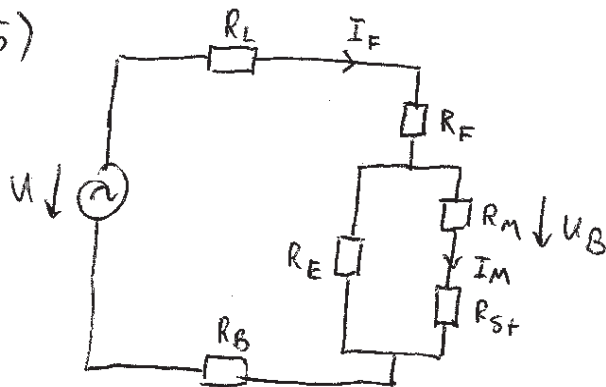 5)
R_L
I_F
R_F
U
R_E
R_M
U_B
I_M
R_St
R_B